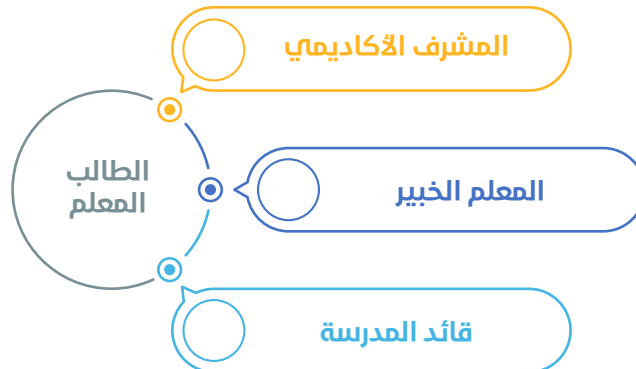 المشرف الأكاديمي
الطالب
المعلم
المعلم الخبير
قائد المدرسة